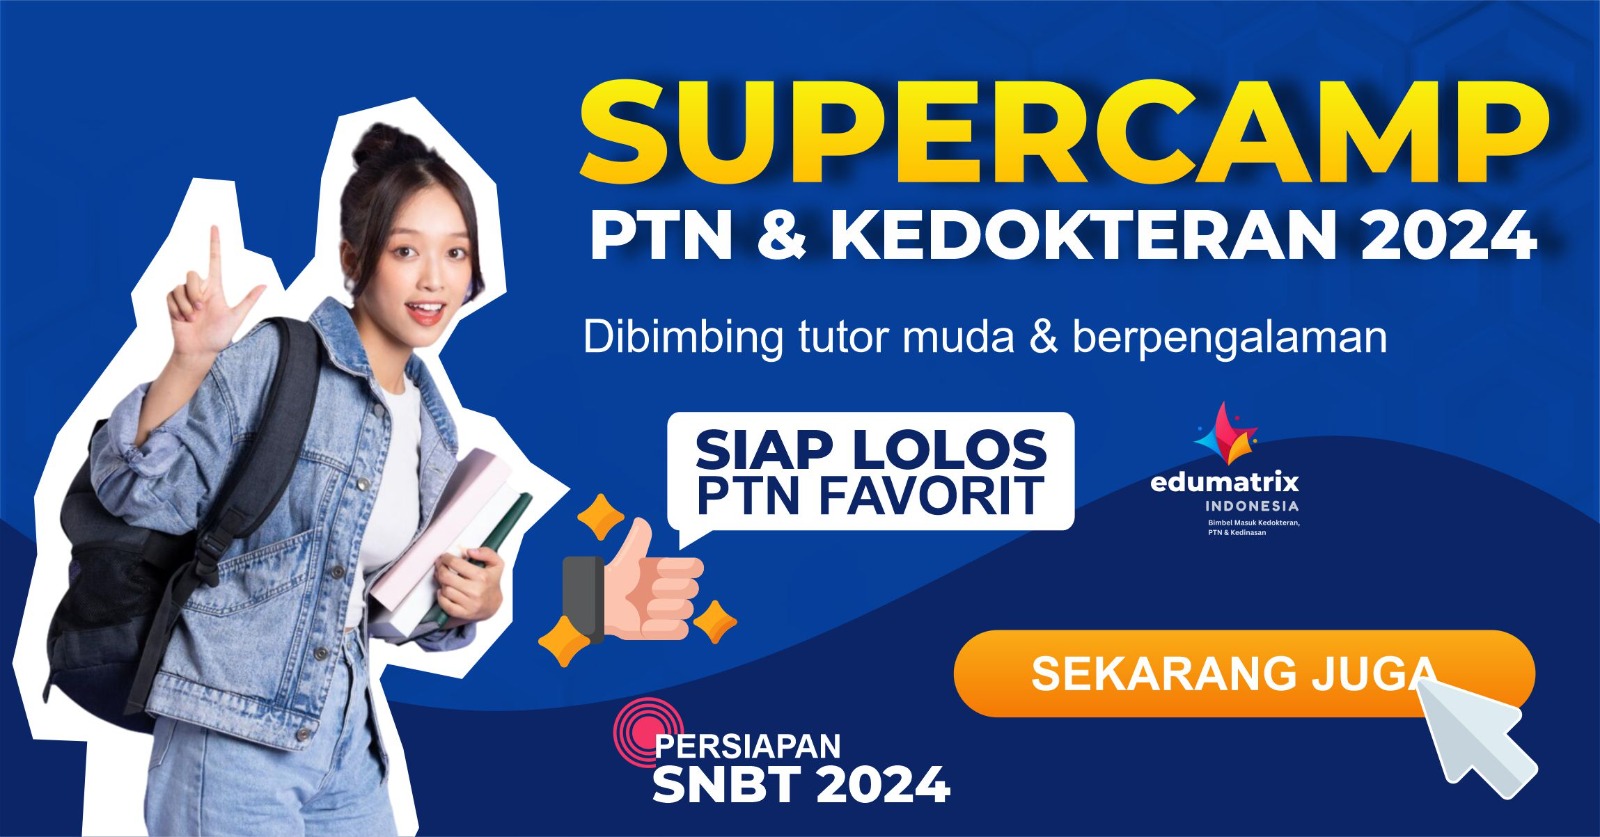 SUPERCAMP
PTN & KEDOKTERAN 2024
Dibimbing tutor muda & berpengalaman
SIAP LOLOS
PTN FAVORIT
edumatrix
INDONESIA
Bimbel Masuk Kedokteran,
PTN & Kedinasan
SEKARANG JUGA
PERSIAPAN
SNBT 2024